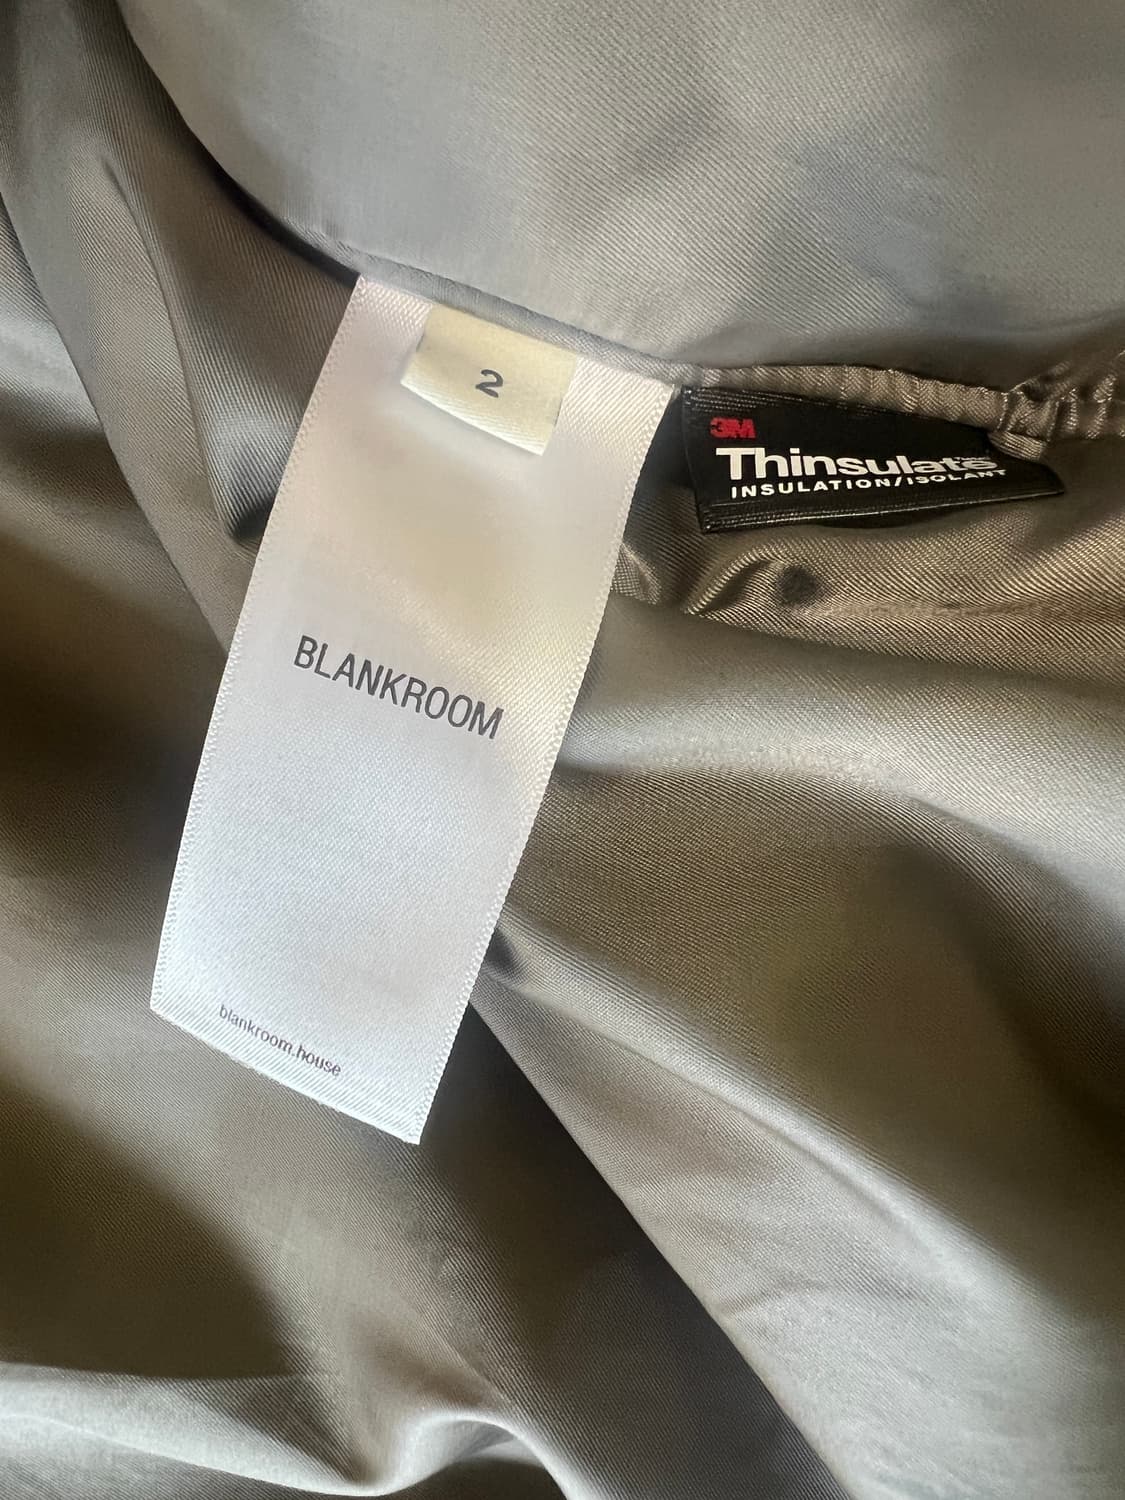 2
3M
Thinsulate
INSULATION/ISOLANT
BLANKROOM
blankroom.house